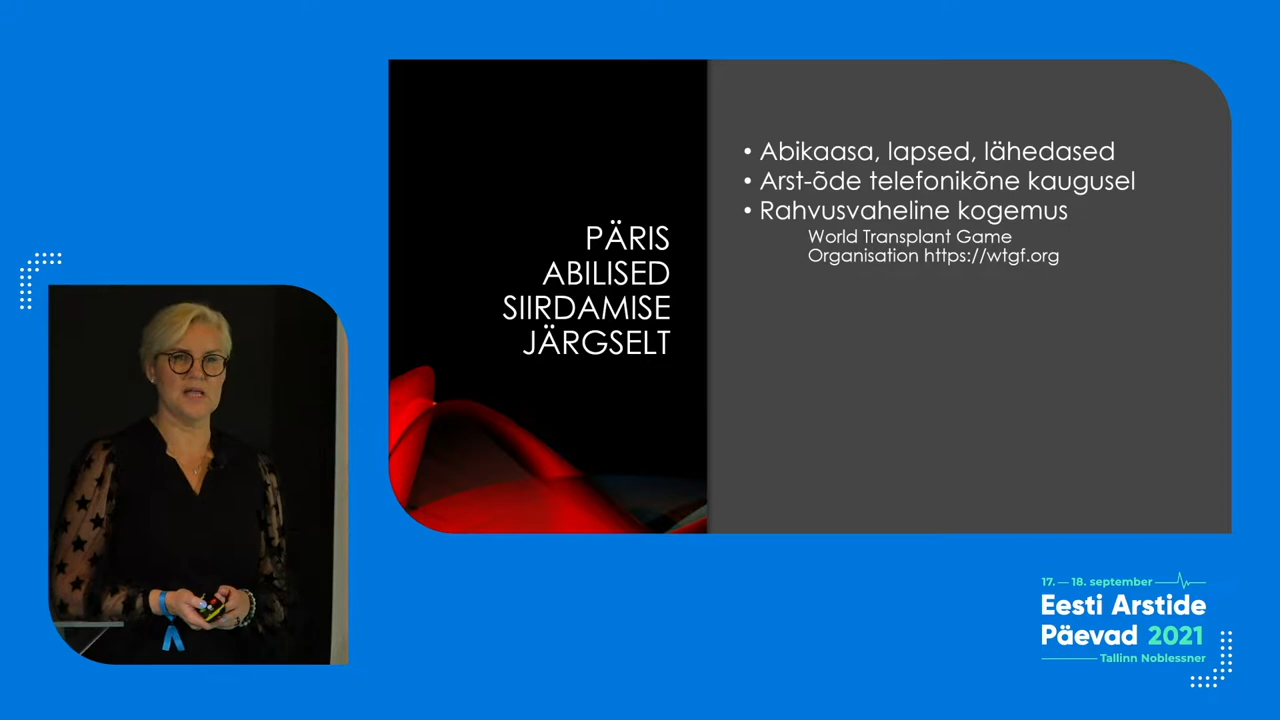 PÄRIS
ABILISED
SIIRDAMISE
JÄRGSELT
• Abikaasa, lapsed, lähedased
• Arst-õde telefonikõne kaugusel
• Rahvusvaheline kogemus
World Transplant Game
Organisation https://wtgf.org
17. — 18. september
Eesti Arstide
Päevad 2021
Tallinn Noblessner